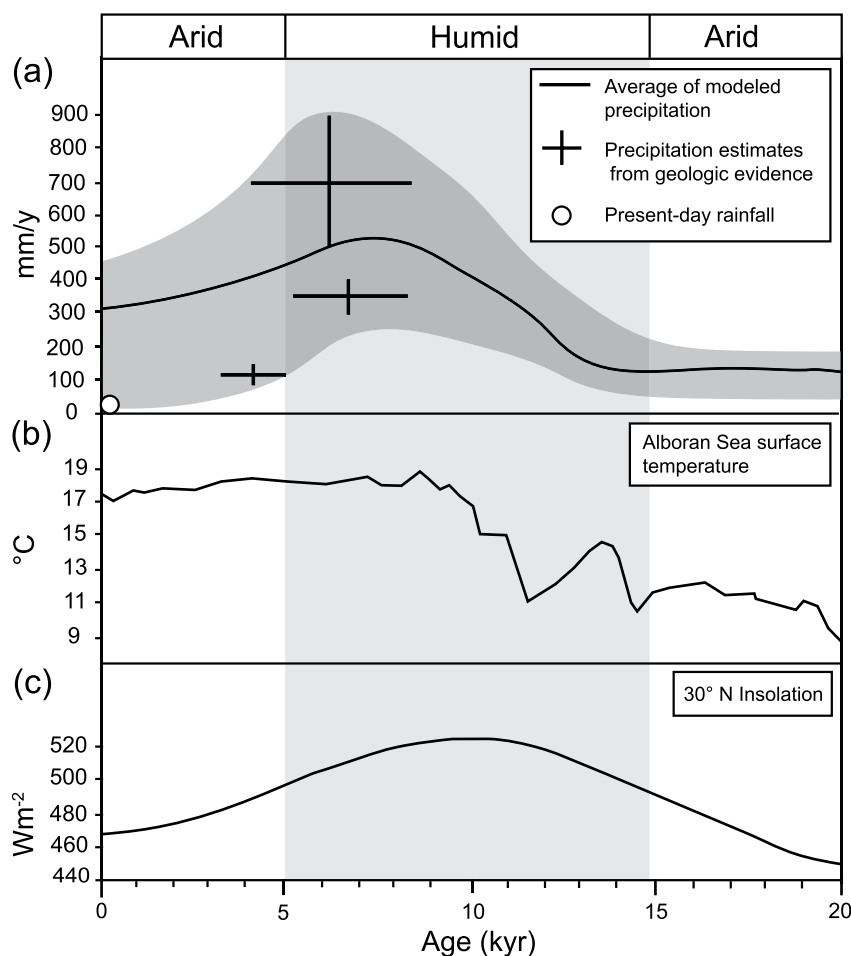 Arid
Humid
Arid
(a)
900
800
700
600
500
400
300
200
100
0
mm/y
Average of modeled
precipitation
Precipitation estimates
from geologic evidence
Present-day rainfall
(b)
19
17
15
13
11
9
°C
Alboran Sea surface
temperature
(c)
520
500
480
460
440
Wm-2
30° N Insolation
0
5
10
15
20
Age (kyr)